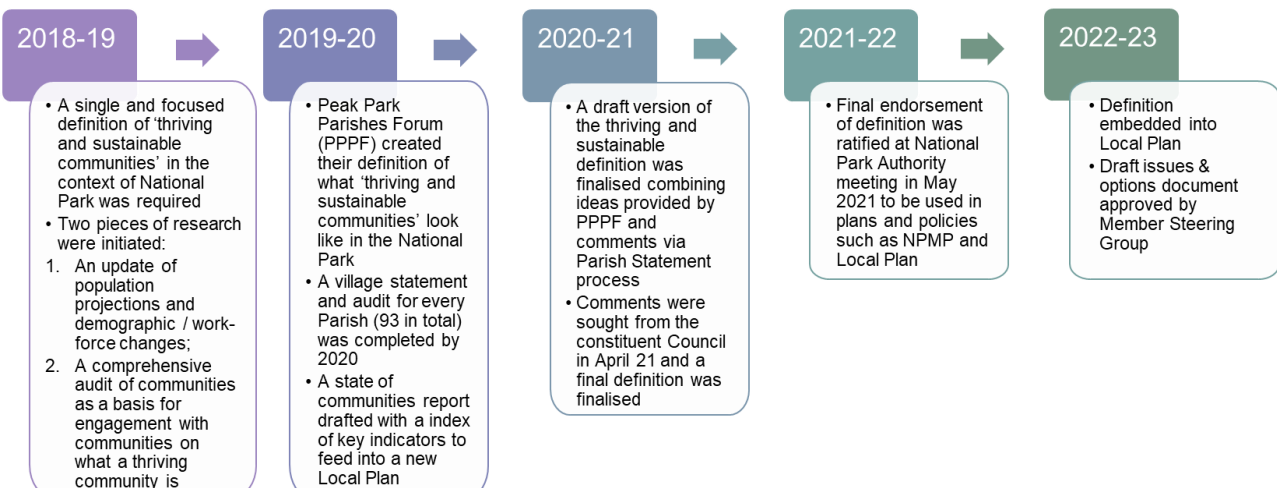 2018-19
• A single and focused
definition of ‘thriving
and sustainable
communities’ in the
context of National
Park was required
• Two pieces of research
were initiated:
1. An update of
population
projections and
demographic / work-
force changes;
2. A comprehensive
audit of communities
as a basis for
engagement with
communities on
what a thriving
community is
2019-20
• Peak Park
Parishes Forum
(PPPF) created
their definition of
what ‘thriving and
sustainable
communities’ look
like in the National
Park
• A village statement
and audit for every
Parish (93 in total)
was completed by
2020
• A state of
communities report
drafted with a index
of key indicators to
feed into a new
Local Plan
2020-21
• A draft version of
the thriving and
sustainable
definition was
finalised combining
ideas provided by
PPPF and
comments via
Parish Statement
process
• Comments were
sought from the
constituent Council
in April 21 and a
final definition was
finalised
2021-22
• Final endorsement
of definition was
ratified at National
Park Authority
meeting in May
2021 to be used in
plans and policies
such as NPMP and
Local Plan
2022-23
• Definition
embedded into
Local Plan
• Draft issues &
options document
approved by
Member Steering
Group